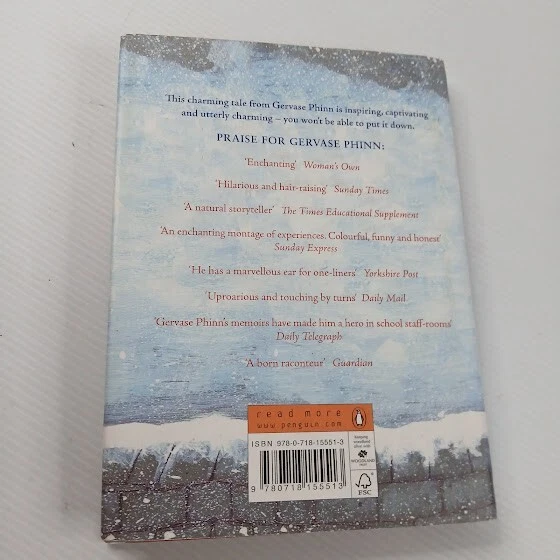 This charming tale from Gervase Phinn is inspiring, captivating
and utterly charming – you won't be able to put it down.
PRAISE FOR GERVASE PHINN:
'Enchanting' Woman's Own
'Hilarious and hair-raising' Sunday Times
'A natural storyteller' The Times Educational Supplement
'An enchanting montage of experiences. Colourful, funny and honest'
Sunday Express
'He has a marvellous ear for one-liners' Yorkshire Post
'Uproarious and touching by turns' Daily Mail
'Gervase Phinn's memoirs have made him a hero in school staff-rooms'
Daily Telegraph
'A born raconteur' Guardian
read more
www.penguin.com
ISBN 978-0-718-15551-3
9 780718 155513
FSC